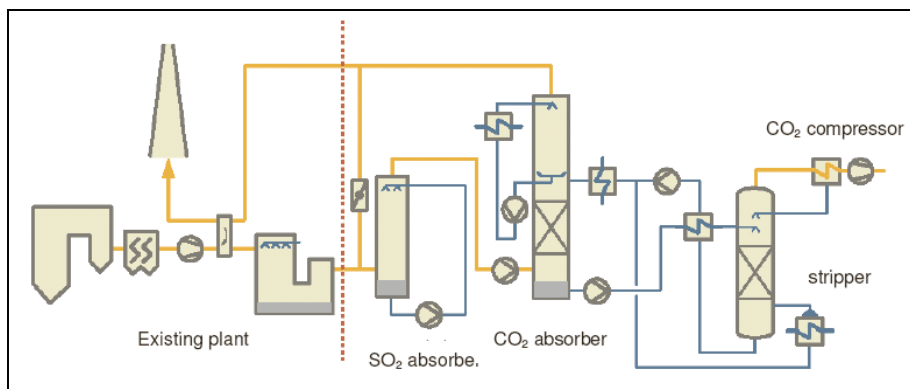 CO₂ compressor
stripper
Existing plant
CO₂ absorber
SO₂ absorbe.